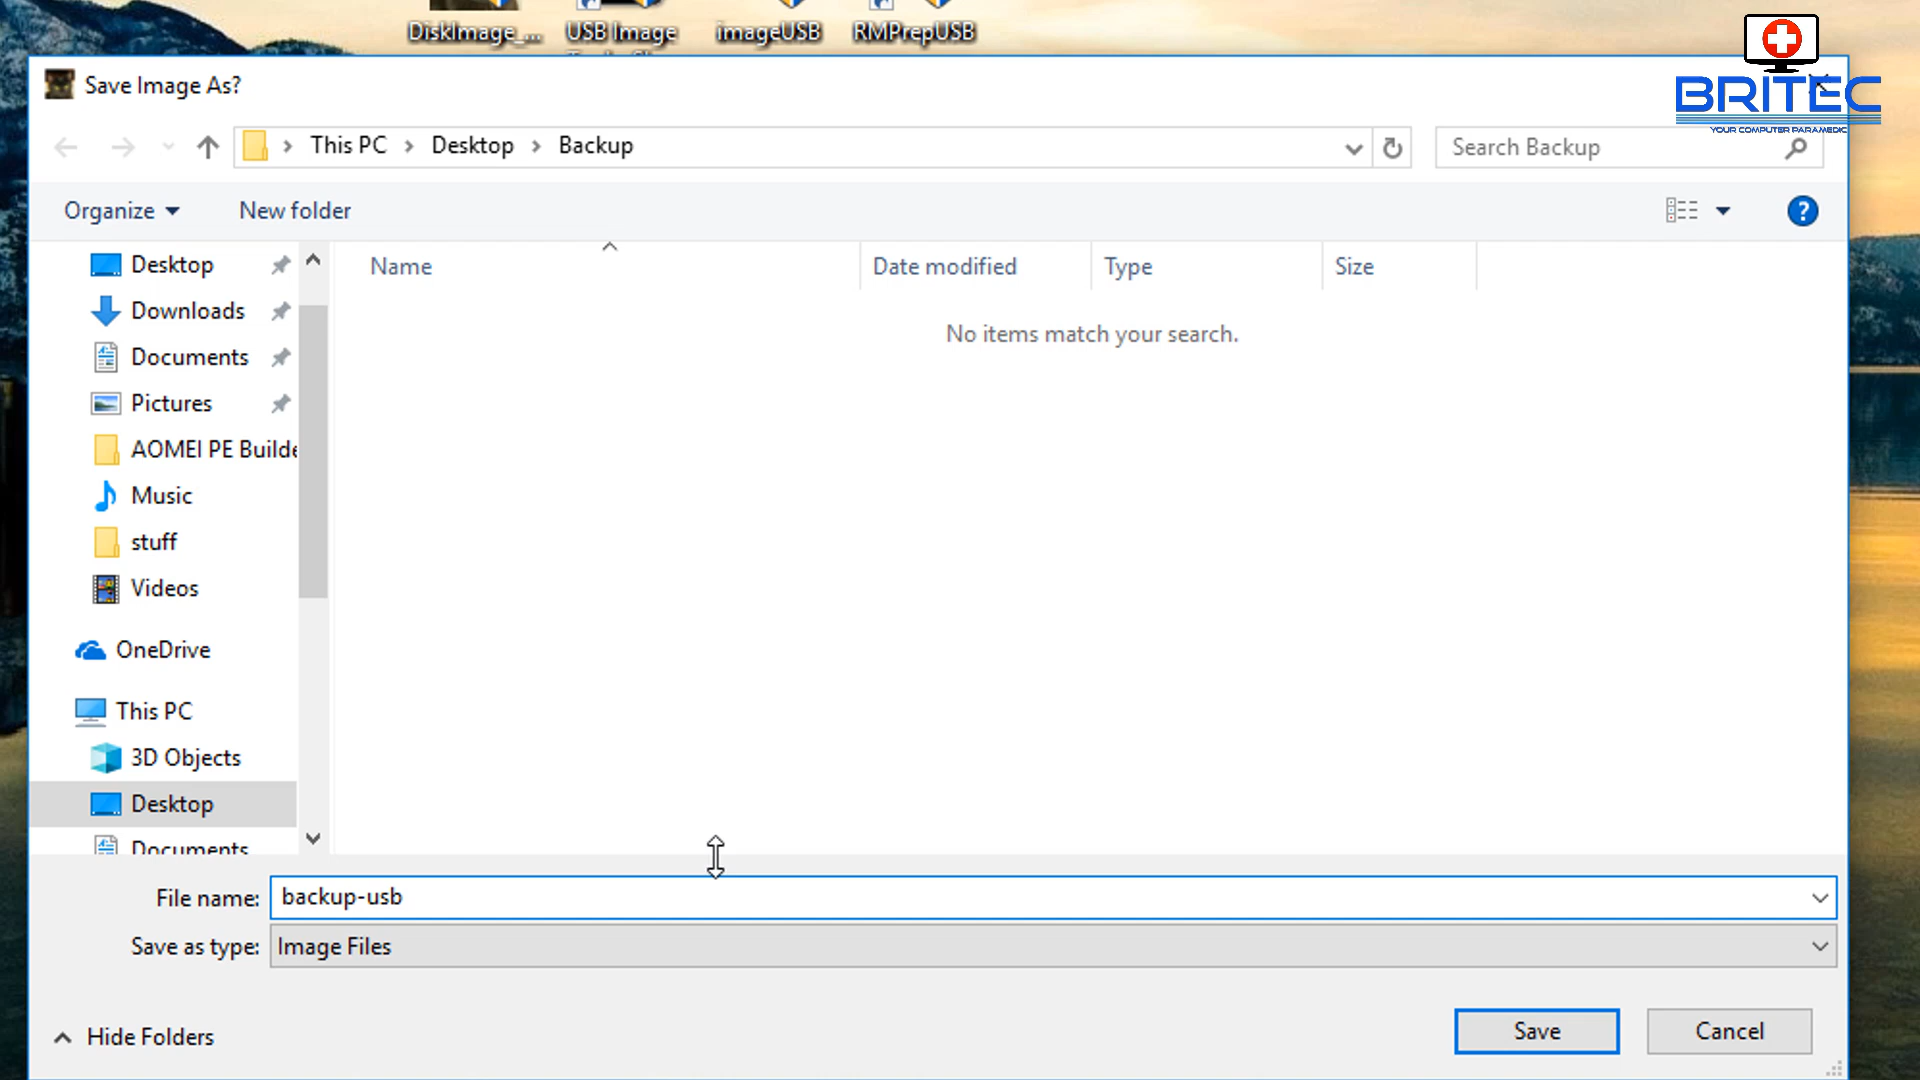 DiskImage_... USB Image imageUSB RMPrepUSB
BRITEC
YOUR COMPUTER PARAMEDIC
Save Image As?
This PC > Desktop > Backup
Search Backup
Organize New folder
Name Date modified Type Size
No items match your search.
Desktop
Downloads
Documents
Pictures
AOMEI PE Builde
Music
stuff
Videos
OneDrive
This PC
3D Objects
Desktop
Documents
File name: backup-usb
Save as type: Image Files
Hide Folders
Save Cancel